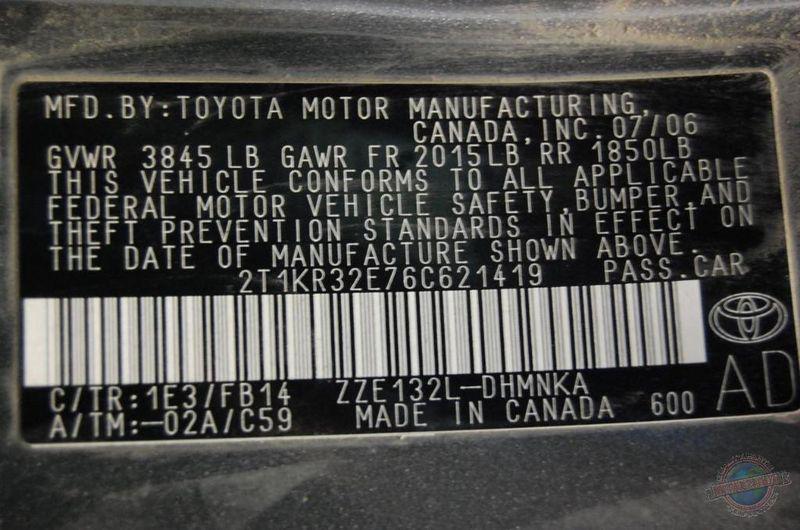 MFD.BY:TOYOTA MOTOR MANUFACTURING,
CANADA,INC. 07/06
GVWR 3845 LB GAWR FR 2015LB RR 1850LB
THIS VEHICLE CONFORMS TO ALL APPLICABLE
FEDERAL MOTOR VEHICLE SAFETY,BUMPER,AND
THEFT PREVENTION STANDARDS IN EFFECT ON
THE DATE OF MANUFACTURE SHOWN ABOVE.
2T1KR32E76C621419 PASS.CAR
C/TR:1E3/FB14 ZZE132L-DHMNKA AD
A/TM:-02A/C59 MADE IN CANADA 600